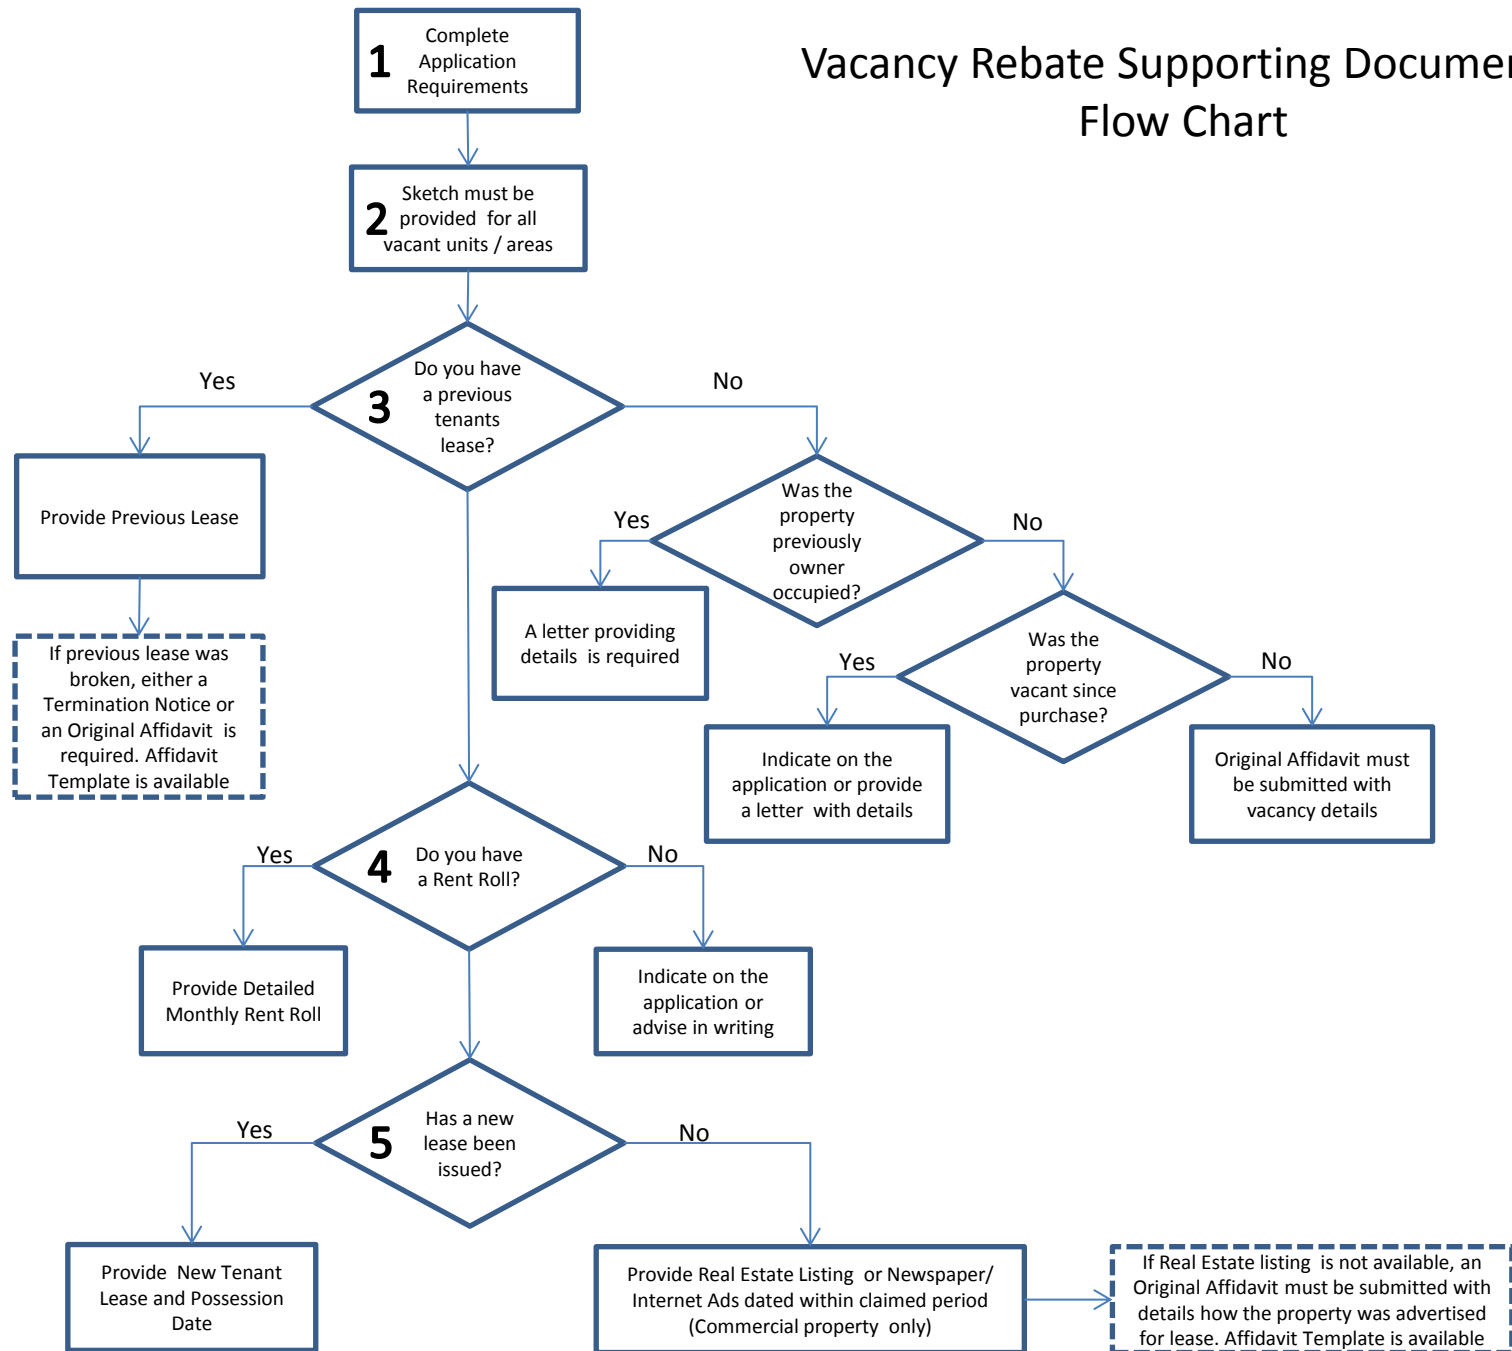 Vacancy Rebate Supporting
Flow Chart
1
Complete
Application
Requirements
2
Sketch must be
provided for all
vacant units / areas
3
Do you have
a previous
tenants
lease?
Yes
No
Provide Previous Lease
If previous lease was
broken, either a
Termination Notice or
an Original Affidavit is
required. Affidavit
Template is available
Was the
property
previously
owner
occupied?
Yes
No
A letter providing
details is required
Was the
property
vacant since
purchase?
Yes
No
Indicate on the
application or provide
a letter with details
Original Affidavit must
be submitted with
vacancy details
4
Do you have
a Rent Roll?
Yes
No
Provide Detailed
Monthly Rent Roll
Indicate on the
application or
advise in writing
5
Has a new
lease been
issued?
Yes
No
Provide New Tenant
Lease and Possession
Date
Provide Real Estate Listing or Newspaper/
Internet Ads dated within claimed period
(Commercial property only)
If Real Estate listing is not available, an
Original Affidavit must be submitted with
details how the property was advertised
for lease. Affidavit Template is available